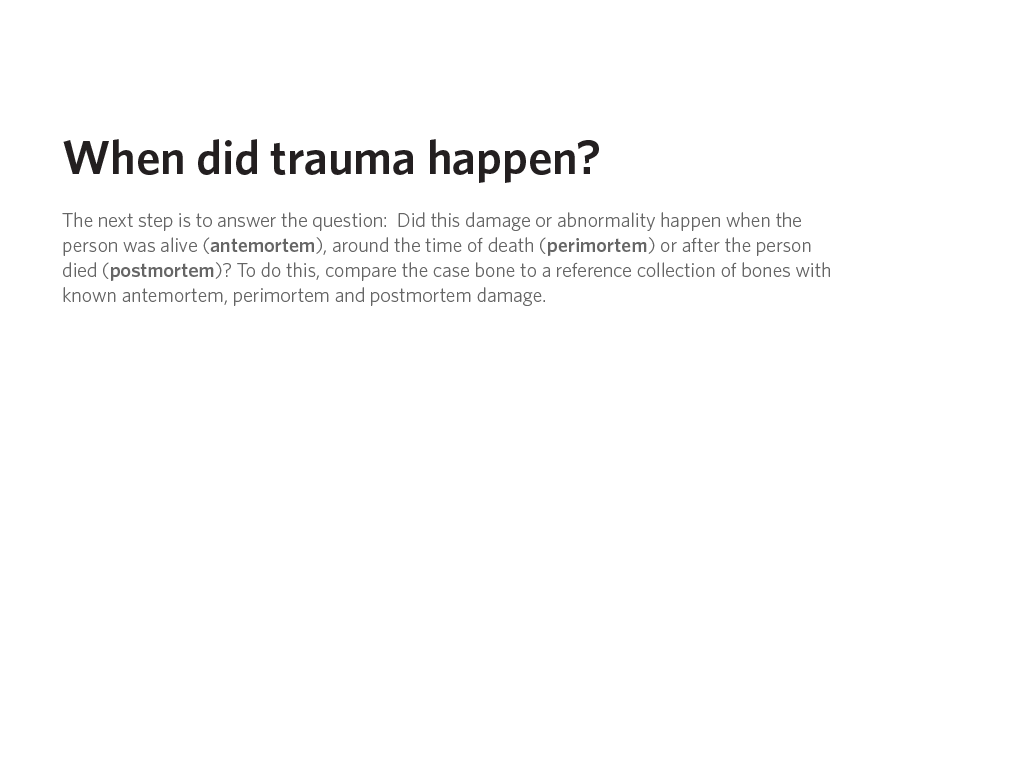 When did trauma happen?
The next step is to answer the question:  Did this damage or abnormality happen when the
person was alive (antemortem), around the time of death (perimortem) or after the person
died (postmortem)? To do this, compare the case bone to a reference collection of bones with
known antemortem, perimortem and postmortem damage.